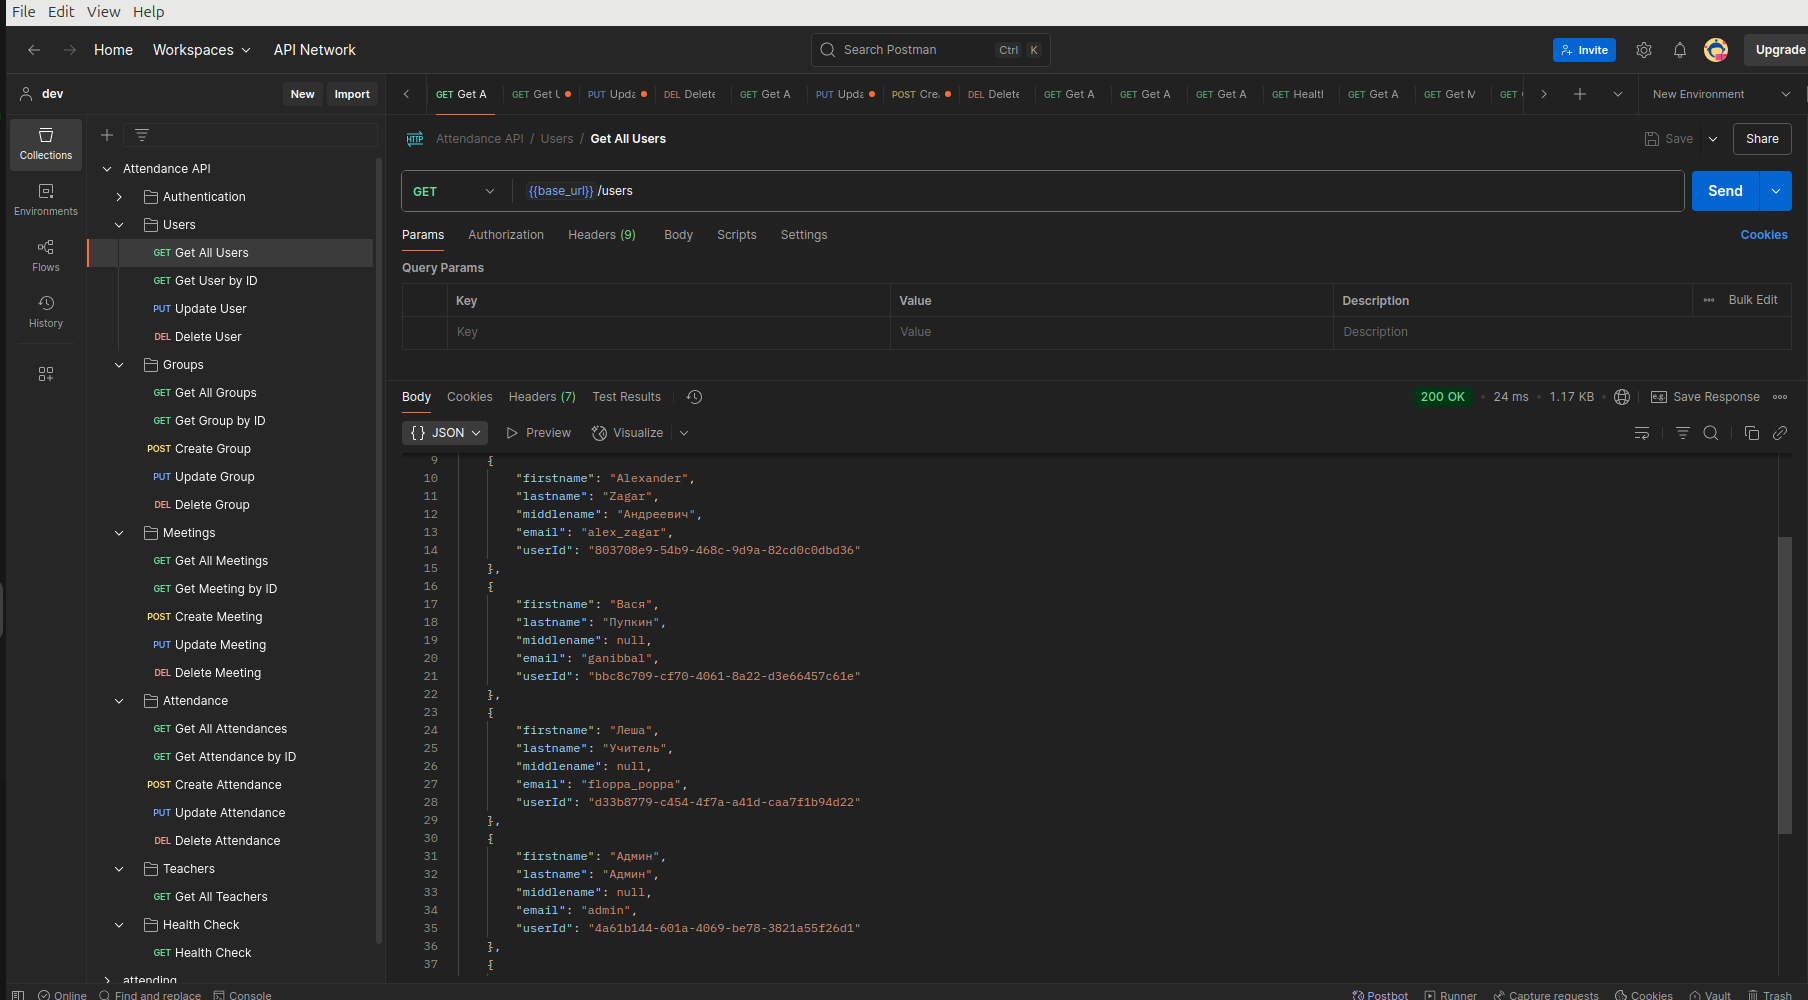 File Edit View Help
Home Workspaces API Network
Search Postman Ctrl K
Invite
Upgrade
dev
New Import
GET Get A
GET Get U
PUT Upda
DEL Delete
GET Get A
PUT Upda
POST Cre
DEL Delete
GET Get A
GET Get A
GET Get A
GET Healtl
GET Get A
GET Get M
GET
New Environment
Collections
Environments
Flows
History
Attendance API
Authentication
Users
GET Get All Users
GET Get User by ID
PUT Update User
DEL Delete User
Groups
GET Get All Groups
GET Get Group by ID
POST Create Group
PUT Update Group
DEL Delete Group
Meetings
GET Get All Meetings
GET Get Meeting by ID
POST Create Meeting
PUT Update Meeting
DEL Delete Meeting
Attendance
GET Get All Attendances
GET Get Attendance by ID
POST Create Attendance
PUT Update Attendance
DEL Delete Attendance
Teachers
GET Get All Teachers
Health Check
GET Health Check
attending
HTTP Attendance API / Users / Get All Users
Save Share
GET {{base_url}} /users
Send
Params Authorization Headers (9) Body Scripts Settings Cookies
Query Params
Key Value Description Bulk Edit
Key Value Description
Body Cookies Headers (7) Test Results
200 OK 24 ms 1.17 KB e.g. Save Response
{} JSON Preview Visualize
9 {
10 "firstname": "Alexander",
11 "lastname": "Zagar",
12 "middlename": "Андреевич",
13 "email": "alex_zagar",
14 "userId": "803708e9-54b9-468c-9d9a-82cd0c0dbd36"
15 },
16 {
17 "firstname": "Вася",
18 "lastname": "Пупкин",
19 "middlename": null,
20 "email": "ganibbal",
21 "userId": "bbc8c709-cf70-4061-8a22-d3e66457c61e"
22 },
23 {
24 "firstname": "Леша",
25 "lastname": "Учитель",
26 "middlename": null,
27 "email": "floppa_poppa",
28 "userId": "d33b8779-c454-4f7a-a41d-caa7f1b94d22"
29 },
30 {
31 "firstname": "Админ",
32 "lastname": "Админ",
33 "middlename": null,
34 "email": "admin",
35 "userId": "4a61b144-601a-4069-be78-3821a55f26d1"
36 },
37 {
Online Find and replace Console
Postbot Runner Capture requests Cookies Vault Trash